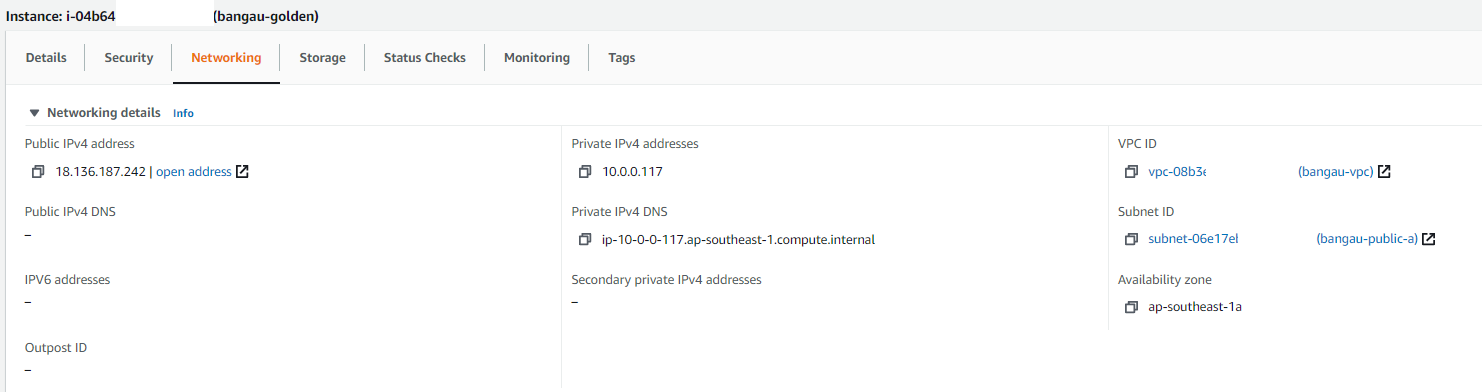 Instance: i-04b64 (bangau-golden)
Details Security Networking Storage Status Checks Monitoring Tags
Networking details Info
Public IPv4 address
18.136.187.242 | open address
Public IPv4 DNS
–
IPV6 addresses
–
Outpost ID
–
Private IPv4 addresses
10.0.0.117
Private IPv4 DNS
ip-10-0-0-117.ap-southeast-1.compute.internal
Secondary private IPv4 addresses
–
VPC ID
vpc-08b3e (bangau-vpc)
Subnet ID
subnet-06e17el (bangau-public-a)
Availability zone
ap-southeast-1a